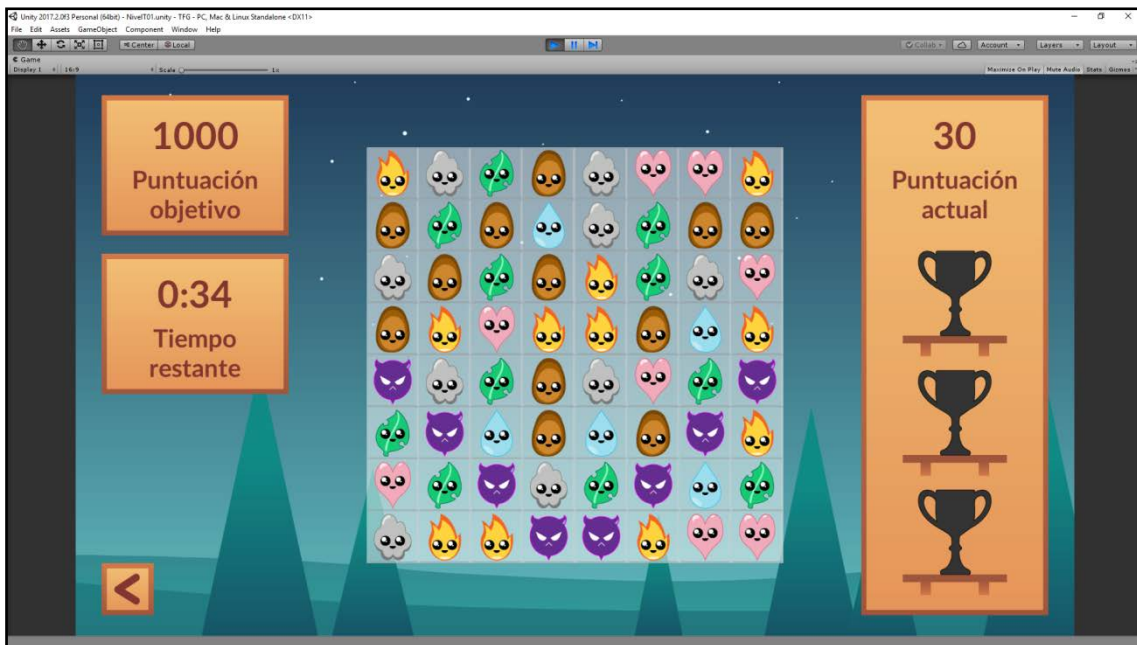 Unity 2017.2.0f3 Personal (64bit) - NivelT01.unity - TFG - PC, Mac & Linux Standalone <DX11>
File Edit Assets GameObject Component Window Help
Center Local Collab Account Layers Layout
Game
Display 1 16:9 Scale 1x Maximize On Play Mute Audio Stats Gizmos
1000
Puntuación
objetivo
0:34
Tiempo
restante
30
Puntuación
actual